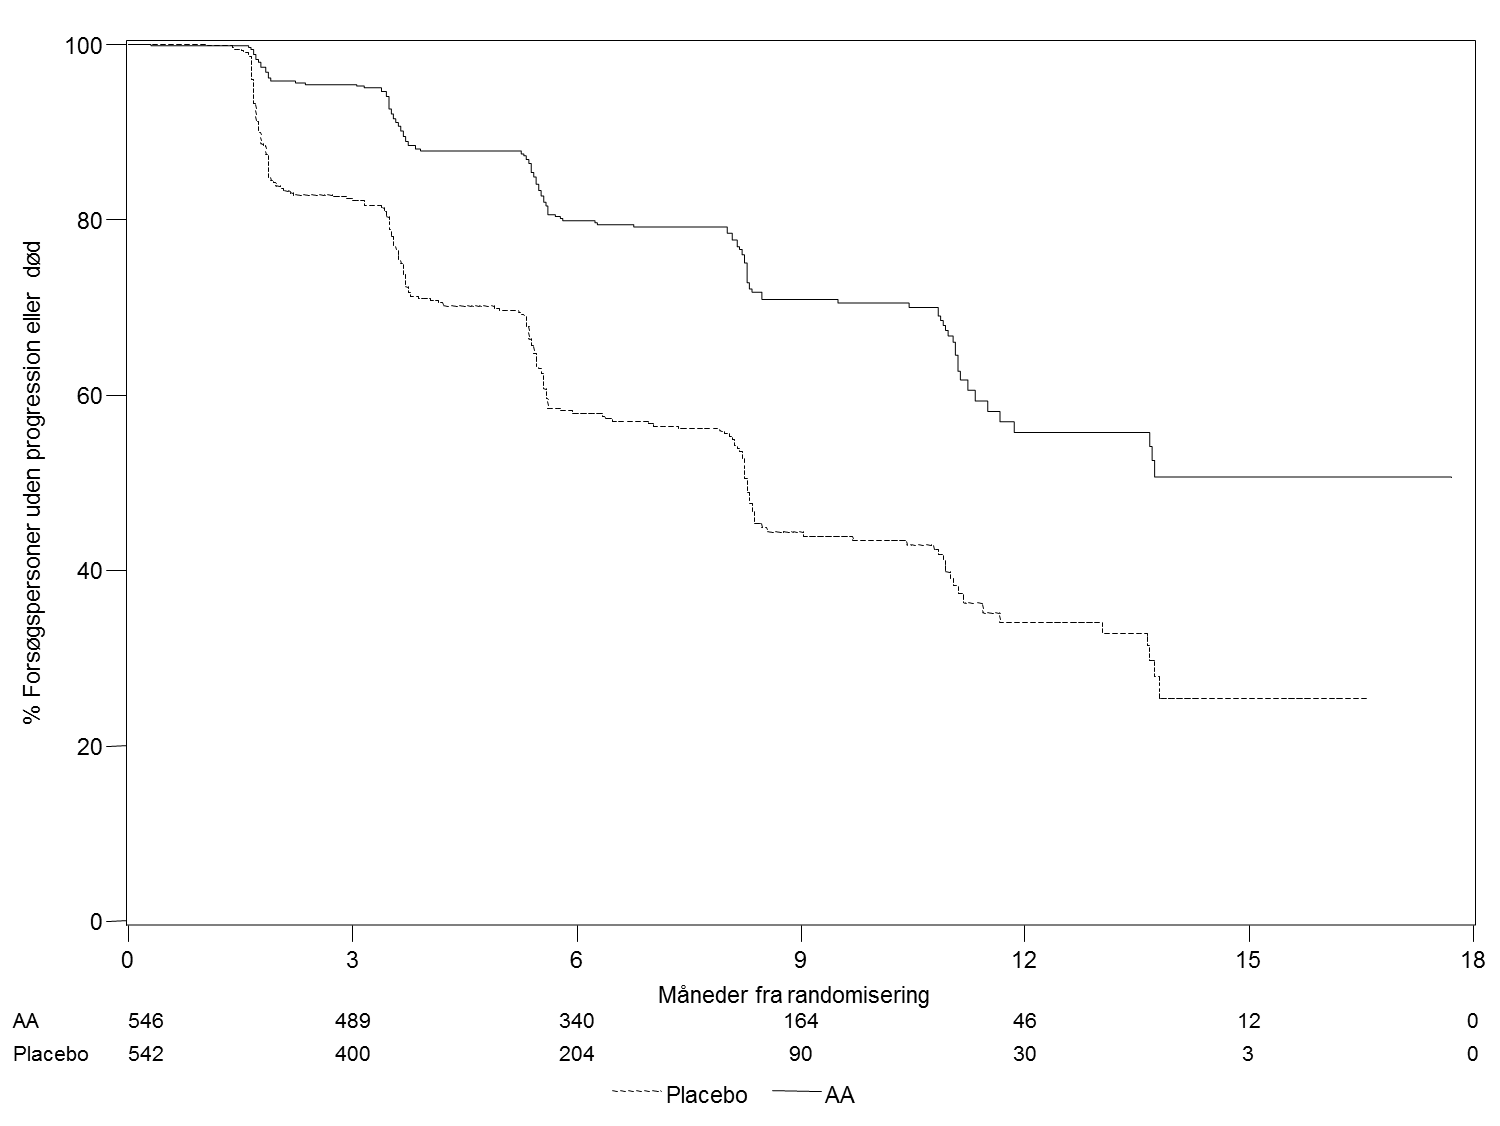 % Forsøgspersoner uden progression eller død
100
80
60
40
20
0
0 3 6 9 12 15 18
Måneder fra randomisering
AA 546 489 340 164 46 12 0
Placebo 542 400 204 90 30 3 0
Placebo AA